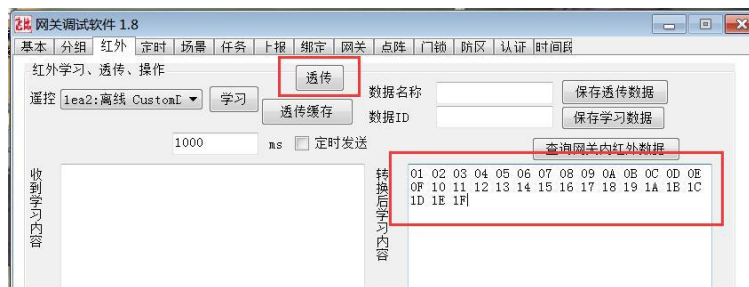 网关调试软件 1.8
基本 分组 红外 定时 场景 任务 上报 绑定 网关 点阵 门锁 防区 认证 时间段
红外学习、透传、操作
透传
遥控 1ea2:离线 CustomD 学习
透传缓存
数据名称 保存透传数据
数据ID 保存学习数据
1000 ms 定时发送
查询网关内红外数据
收到学习内容
转换后学习内容
01 02 03 04 05 06 07 08 09 0A 0B 0C 0D 0E
0F 10 11 12 13 14 15 16 17 18 19 1A 1B 1C
1D 1E 1F